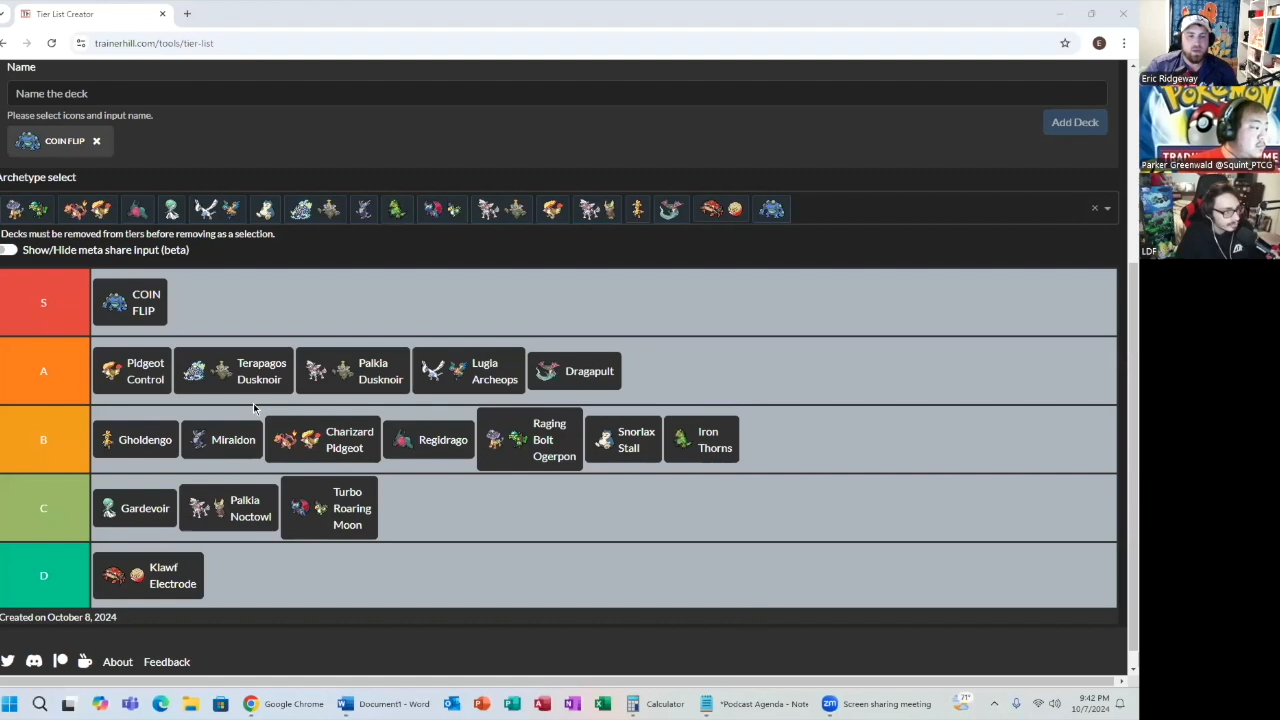 Tier List Creator
trainerhill.com/tools/tier-list
E
Name
Name the deck
Please select icons and input name.
Add Deck
COIN FLIP
Archetype select
Decks must be removed from tiers before removing as a selection.
Show/Hide meta share input (beta)
S
COIN
FLIP
A
Pidgeot
Control
Terapagos
Dusknoir
Palkia
Dusknoir
Lugia
Archeops
Dragapult
B
Gholdengo
Miraidon
Charizard
Pidgeot
Regidrago
Raging
Bolt
Ogerpon
Snorlax
Stall
Iron
Thorns
C
Gardevoir
Palkia
Noctowl
Turbo
Roaring
Moon
D
Klawf
Electrode
Created on October 8, 2024
About
Feedback
Google Chrome
Document1 - Word
Calculator
*Podcast Agenda - Note
zm
Screen sharing meeting
71°
9:42 PM
10/7/2024
Eric Ridgeway
POKÉMON
Parker Greenwald @Squint_PTCG
LDF